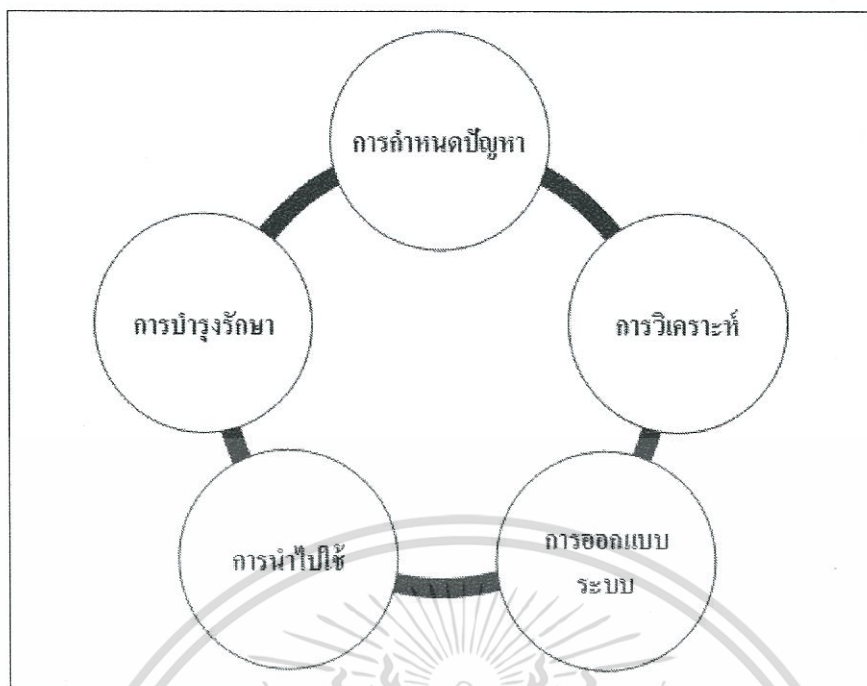 การกำหนดปัญหา
การวิเคราะห์
การออกแบบ
ระบบ
การนำไปใช้
การบำรุงรักษา